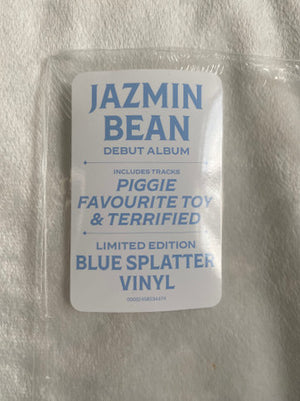 JAZMIN
BEAN
DEBUT ALBUM
INCLUDES TRACKS
PIGGIE
FAVOURITE TOY
& TERRIFIED
LIMITED EDITION
BLUE SPLATTER
VINYL